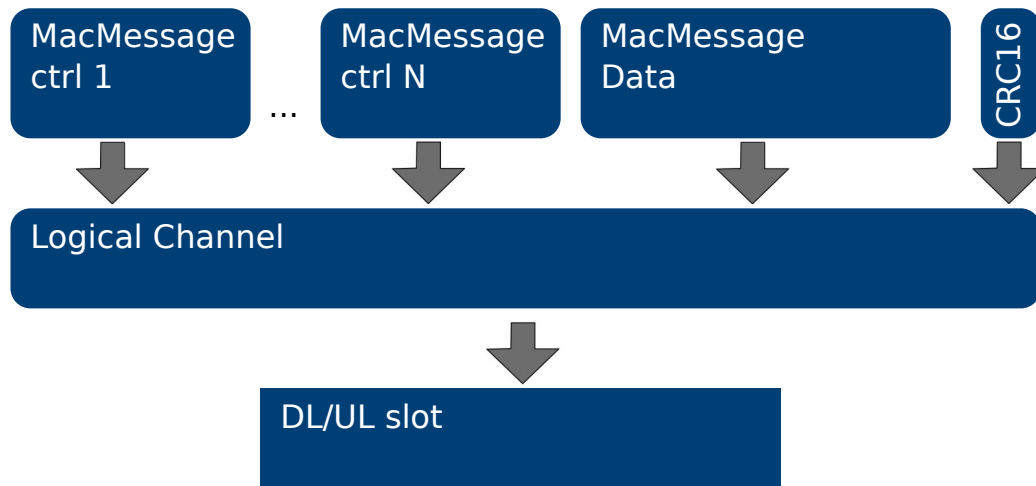 MacMessage
ctrl 1
...
MacMessage
ctrl N
MacMessage
Data
CRC16
Logical Channel
DL/UL slot